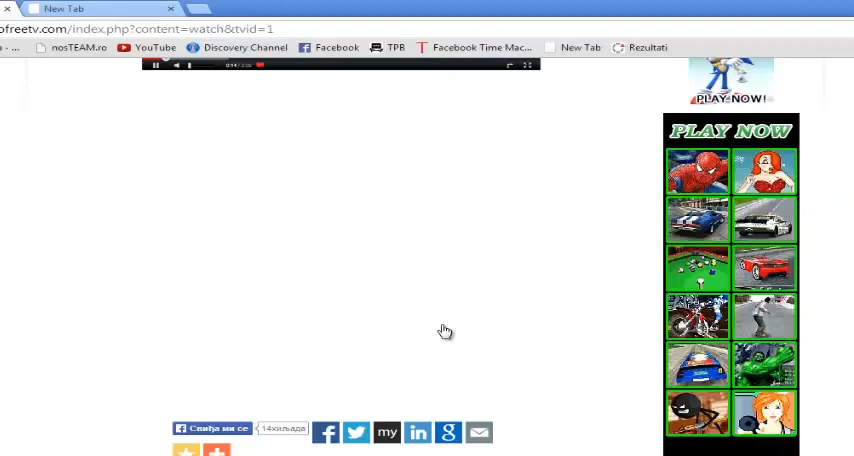 New Tab
ofreetv.com/index.php?content=watch&tvid=1
nosTEAM.ro YouTube Discovery Channel Facebook TPB Facebook Time Mac... New Tab Rezultati
PLAY NOW!
PLAY NOW
Свиђа ми се 14хиљада
my in g